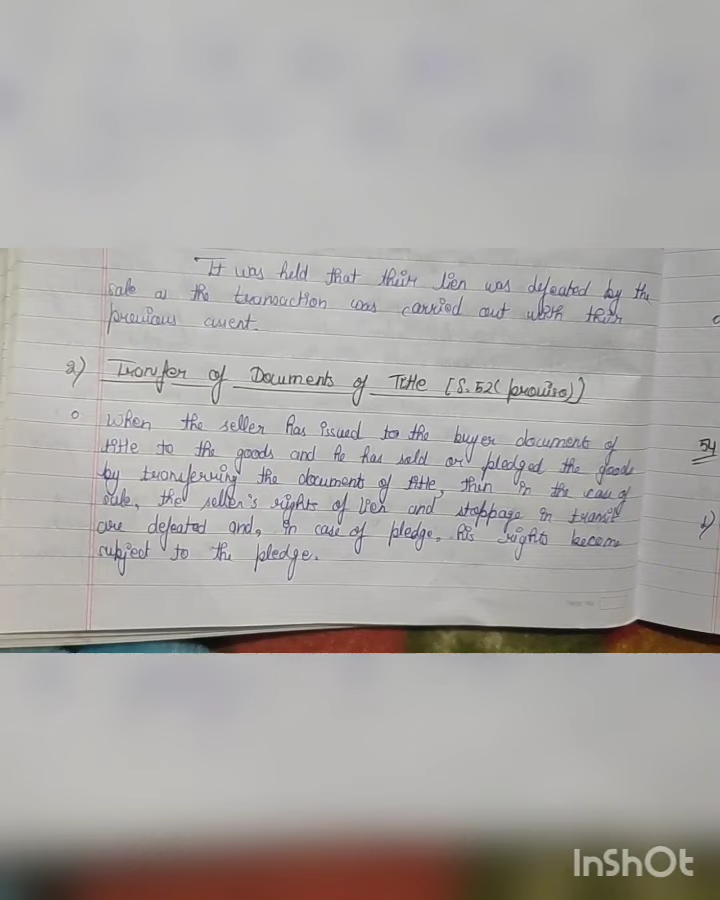 It was held that their lien was defeated by the
sale as the transaction was carried out with their
previous assent.
2) Transfer of Documents of Title [S. 52 (proviso)]
When the seller has issued to the buyer document of
title to the goods and he has sold or pledged the goods
by transferring the documents of title, then in the case of
sale, the seller's rights of lien and stoppage in transit
are defeated and, in case of pledge, his rights become
subject to the pledge.
54
InShOt